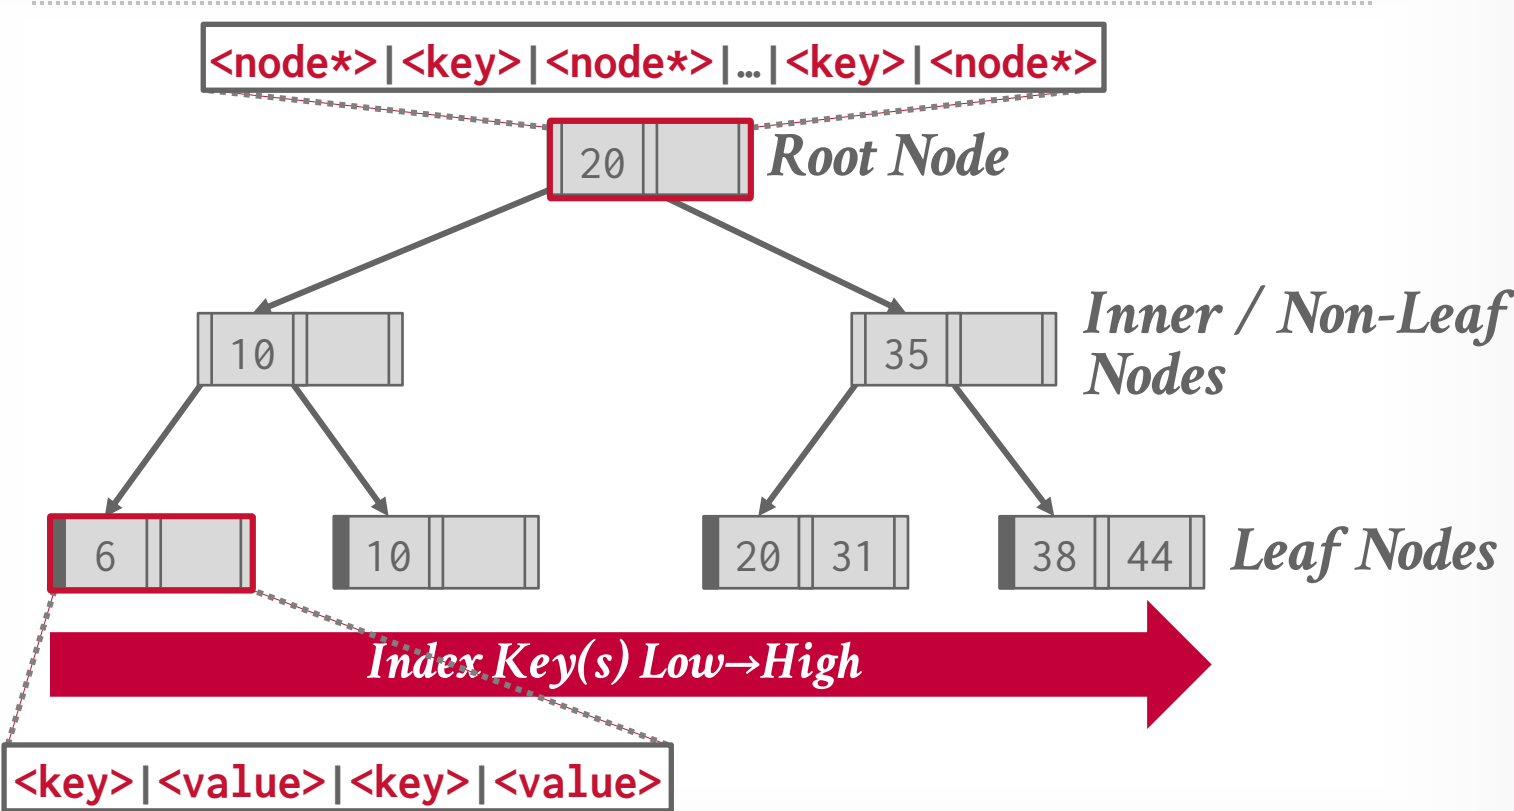 <node*>|<key>|<node*>|…|<key>|<node*>
20
Root Node
10
35
Inner / Non-Leaf
Nodes
6
10
20 31
38 44
Leaf Nodes
Index Key(s) Low→High
<key>|<value>|<key>|<value>